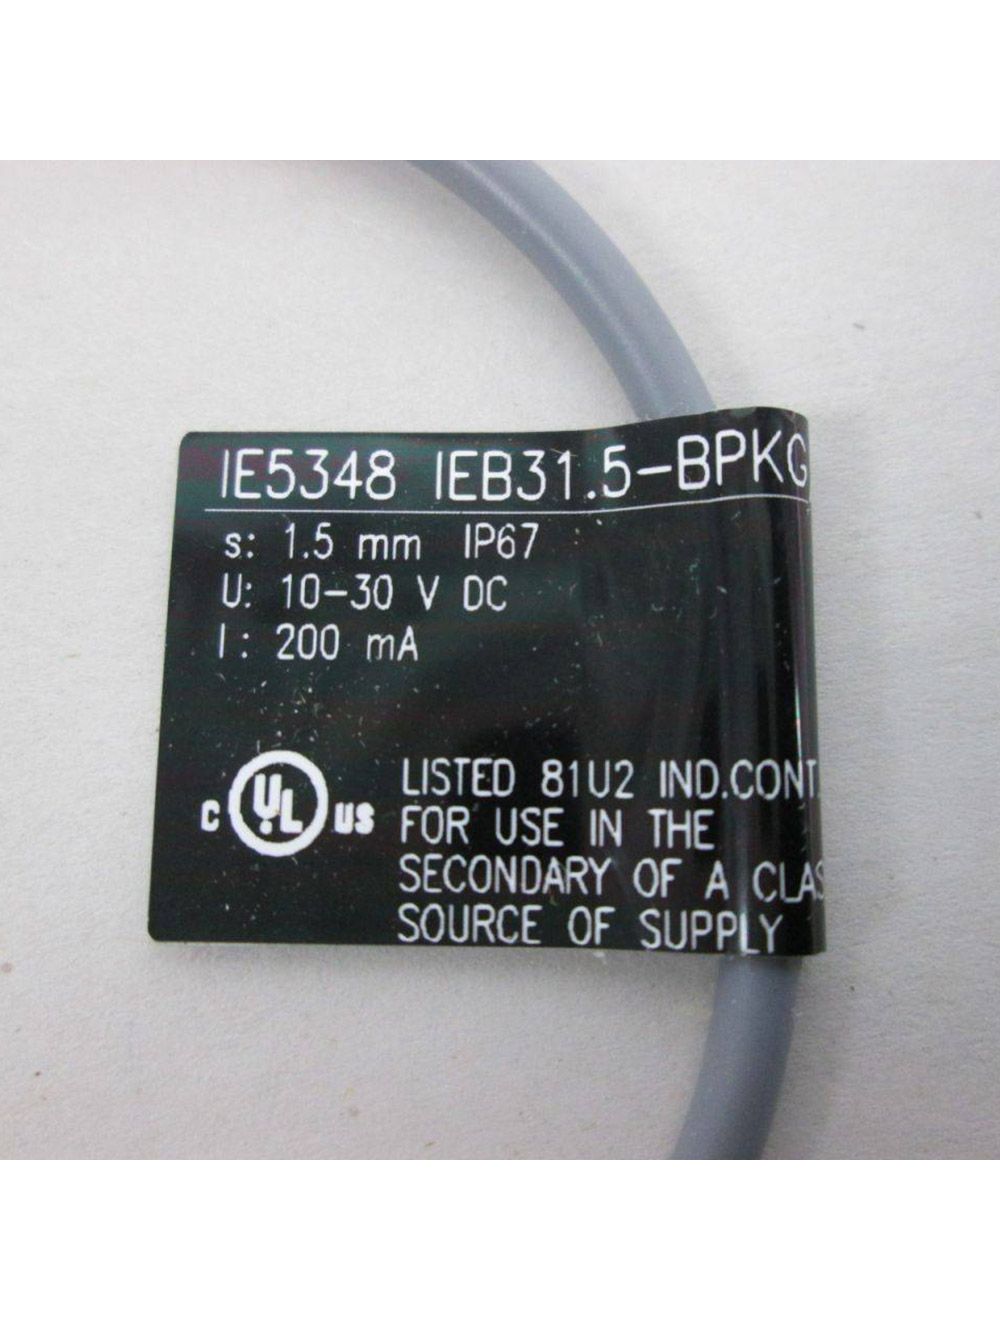 IE5348 IEB31.5-BPKG
s: 1.5 mm IP67
U: 10-30 V DC
I: 200 mA
C UL US
LISTED 81U2 IND.CONT
FOR USE IN THE
SECONDARY OF A CLAS
SOURCE OF SUPPLY